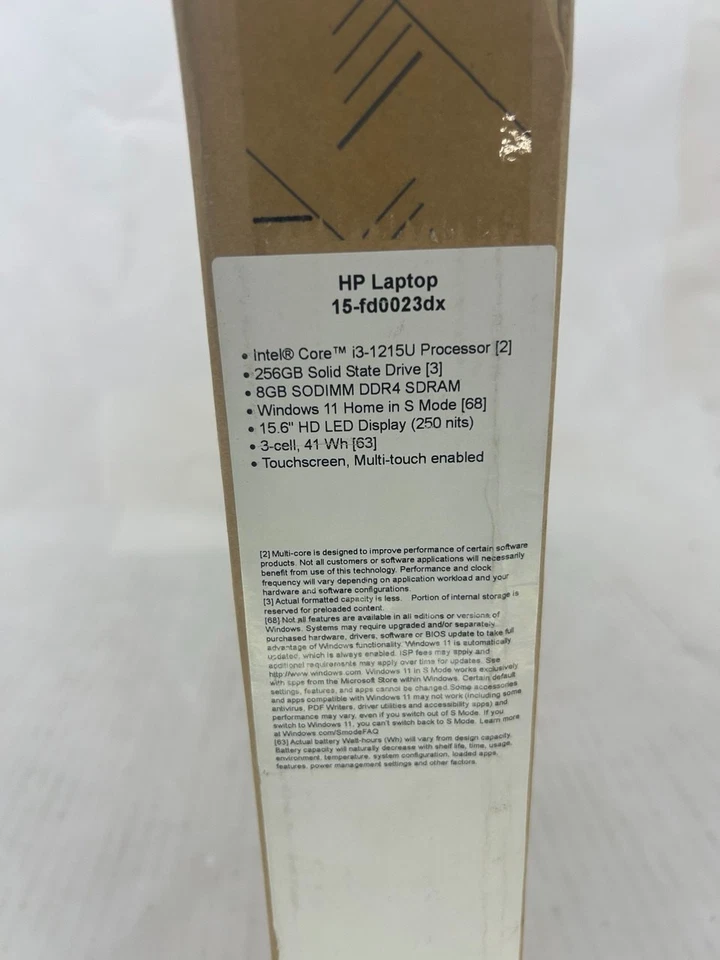 HP Laptop
15-fd0023dx
• Intel® Core™ i3-1215U Processor [2]
• 256GB Solid State Drive [3]
• 8GB SODIMM DDR4 SDRAM
• Windows 11 Home in S Mode [68]
• 15.6" HD LED Display (250 nits)
• 3-cell, 41 Wh [63]
• Touchscreen, Multi-touch enabled
[2] Multi-core is designed to improve performance of certain software
products. Not all customers or software applications will necessarily
benefit from use of this technology. Performance and clock
frequency will vary depending on application workload and your
hardware and software configurations.
[3] Actual formatted capacity is less. Portion of internal storage is
reserved for preloaded content.
[68] Not all features are available in all editions or versions of
Windows. Systems may require upgraded and/or separately
purchased hardware, drivers, software or BIOS update to take full
advantage of Windows functionality. Windows 11 is automatically
updated, which is always enabled. ISP fees may apply and
additional requirements may apply over time for updates. See
http://www.windows.com. Windows 11 in S Mode works exclusively
with apps from the Microsoft Store within Windows. Certain default
settings, features, and apps cannot be changed.Some accessories
and apps compatible with Windows 11 may not work (including some
antivirus, PDF Writers, driver utilities and accessibility apps) and
performance may vary, even if you switch out of S Mode. If you
switch to Windows 11, you can't switch back to S Mode. Learn more
at Windows.com/SmodeFAQ
[63] Actual battery Watt-hours (Wh) will vary from design capacity.
Battery capacity will naturally decrease with shelf life, time, usage,
environment, temperature, system configuration, loaded apps,
features, power management settings and other factors.